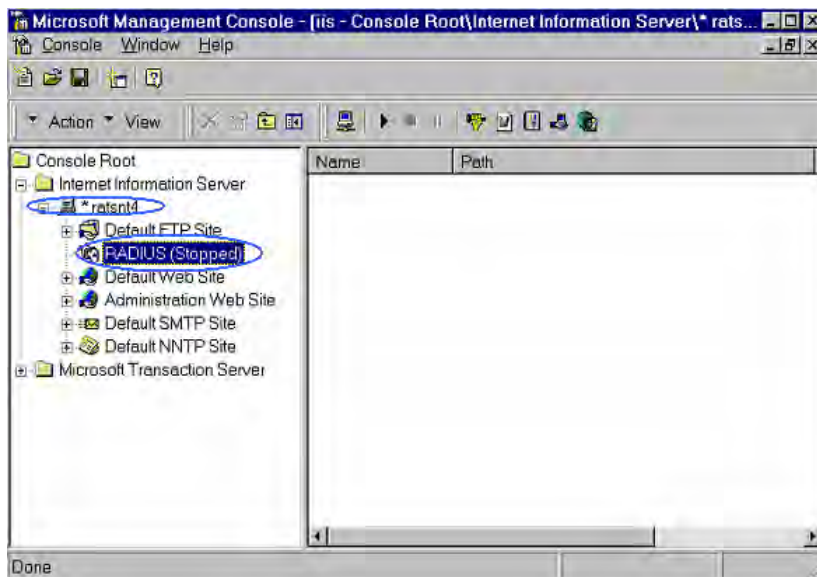 Microsoft Management Console - [iis - Console Root\Internet Information Server\* rats...
Console Window Help
Action View
Console Root
Internet Information Server
* ratsnt4
Default FTP Site
RADIUS (Stopped)
Default Web Site
Administration Web Site
Default SMTP Site
Default NNTP Site
Microsoft Transaction Server
Name Path
Done